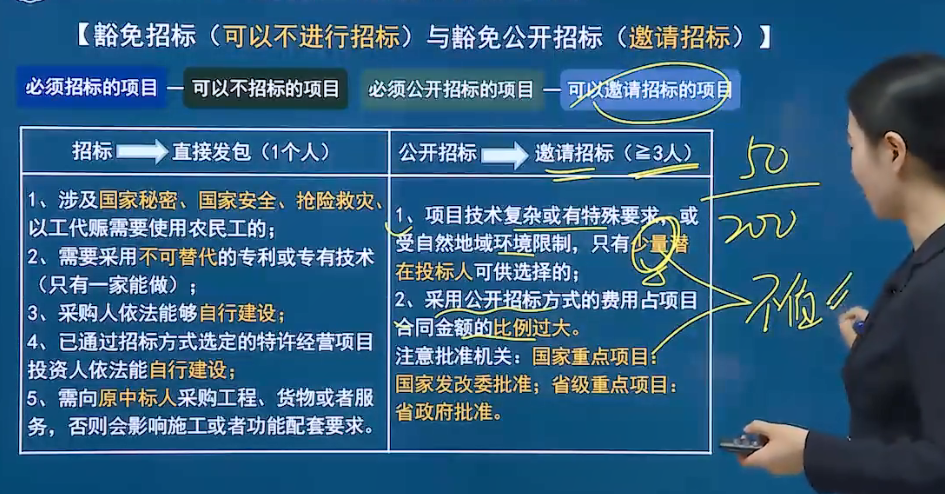 【豁免招标（可以不进行招标）与豁免公开招标（邀请招标）】
必须招标的项目 — 可以不招标的项目 必须公开招标的项目 — 可以邀请招标的项目
招标 直接发包（1个人）
1、涉及国家秘密、国家安全、抢险救灾、
以工代赈需要使用农民工的；
2、需要采用不可替代的专利或专有技术
（只有一家能做）；
3、采购人依法能够自行建设；
4、已通过招标方式选定的特许经营项目
投资人依法能自行建设；
5、需向原中标人采购工程、货物或者服
务，否则会影响施工或者功能配套要求。
公开招标 邀请招标（≧3人）
1、项目技术复杂或有特殊要求，或
受自然地域环境限制，只有少量潜
在投标人可供选择的；
2、采用公开招标方式的费用占项目
合同金额的比例过大。
注意批准机关：国家重点项目：
国家发改委批准；省级重点项目：
省政府批准。
50
200
不值